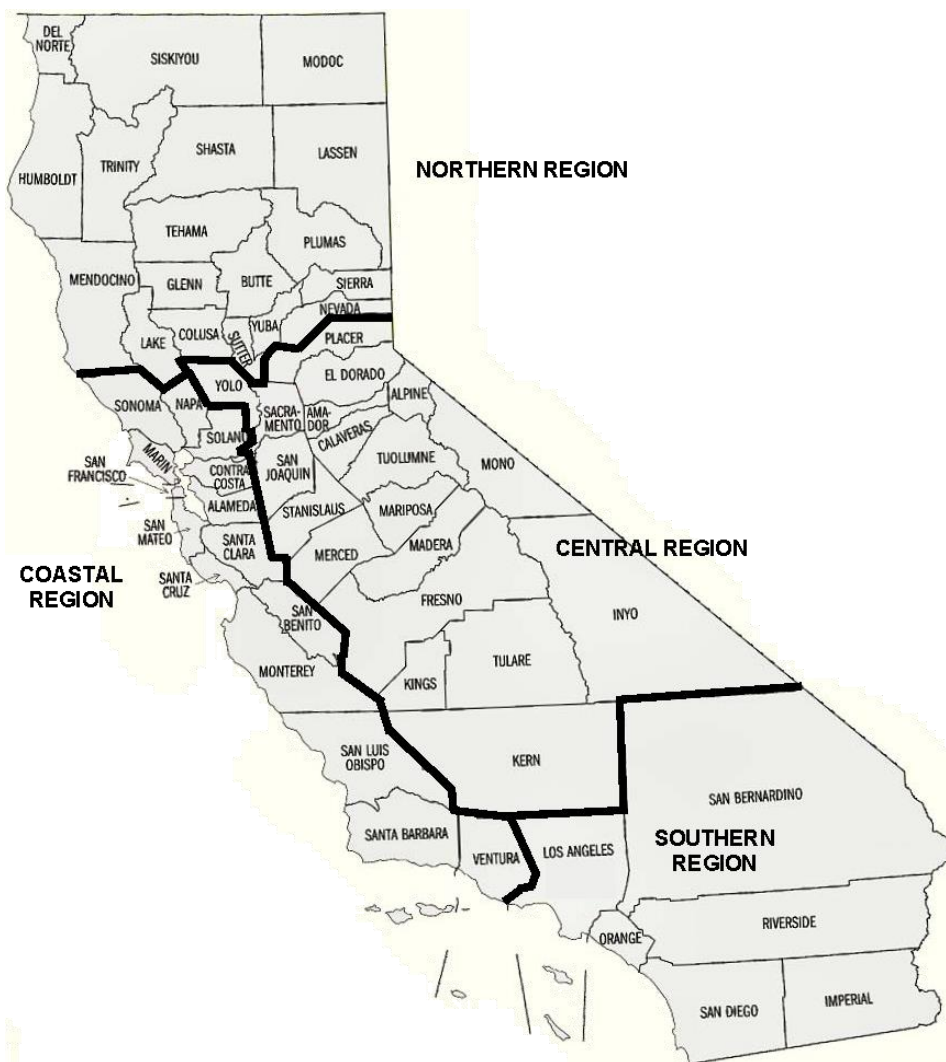 DEL
NORTE
SISKIYOU
MODOC
HUMBOLDT
TRINITY
SHASTA
LASSEN
NORTHERN REGION
TEHAMA
PLUMAS
MENDOCINO
GLENN
BUTTE
SIERRA
LAKE
COLUSA
SUTTER
YUBA
NEVADA
PLACER
SONOMA
NAPA
YOLO
EL DORADO
ALPINE
SACRA-
MENTO
AMA-
DOR
SOLANO
CALAVERAS
MARIN
SAN
FRANCISCO
CONTRA
COSTA
SAN
JOAQUIN
TUOLUMNE
MONO
ALAMEDA
STANISLAUS
MARIPOSA
SAN
MATEO
SANTA
CLARA
MERCED
MADERA
CENTRAL REGION
COASTAL
REGION
SANTA
CRUZ
SAN
BENITO
FRESNO
INYO
MONTEREY
KINGS
TULARE
SAN LUIS
OBISPO
KERN
SAN BERNARDINO
SANTA BARBARA
VENTURA
LOS ANGELES
SOUTHERN
REGION
ORANGE
RIVERSIDE
SAN DIEGO
IMPERIAL